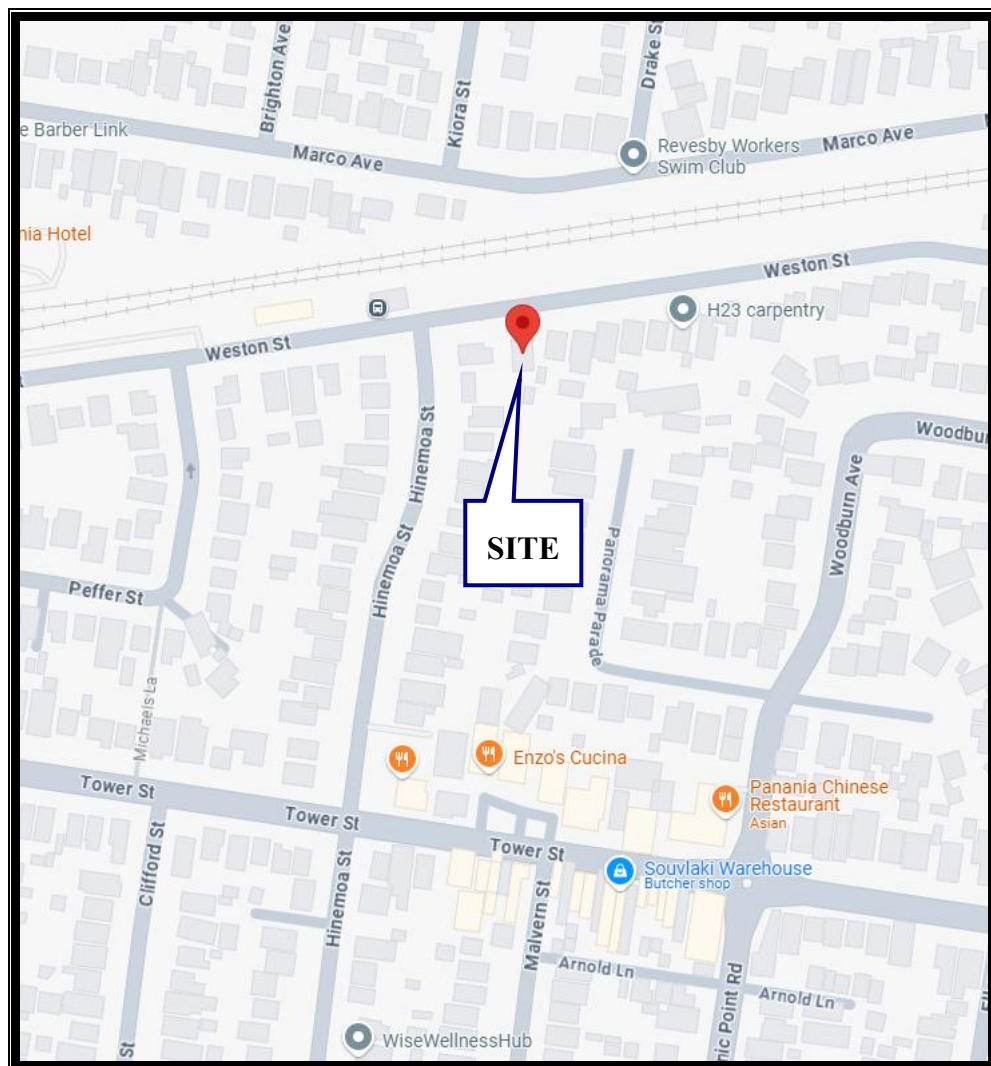 Brighton Ave
Kiora St
Drake S
e Barber Link
Marco Ave
Revesby Workers
Swim Club
Marco Ave
nia Hotel
Weston St
H23 carpentry
Weston St
Hinemoa St
Woodbu
Woodburn Ave
SITE
Hinemoa St
Panorama Parade
Peffer St
Michaels La
Enzo's Cucina
Panania Chinese
Restaurant
Asian
Tower St
Tower St
Tower St
Clifford St
Hinemoa St
Malvern St
Souvlaki Warehouse
Butcher shop
Arnold Ln
Arnold Ln
nic Point Rd
WiseWellnessHub
St